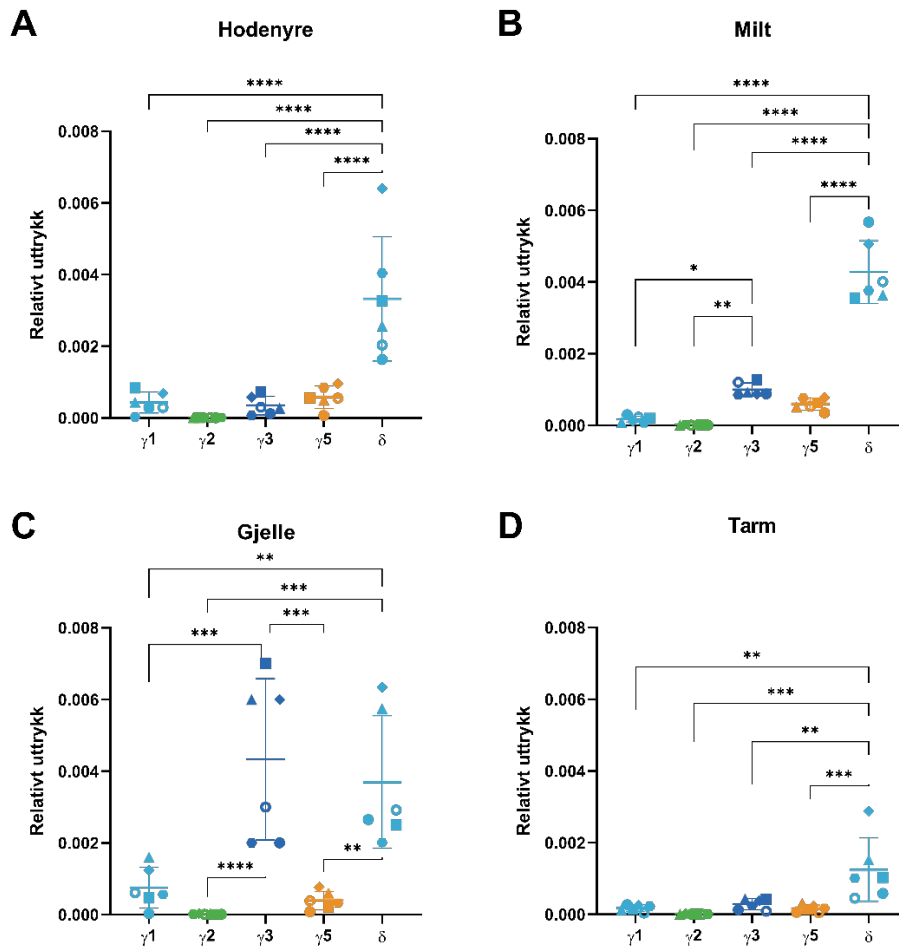 A
Hodenyre
****
****
****
****
0.008
0.006
0.004
0.002
0.000
Relativt uttrykk
γ1 γ2 γ3 γ5 δ
B
Milt
****
****
****
****
*
**
0.008
0.006
0.004
0.002
0.000
Relativt uttrykk
γ1 γ2 γ3 γ5 δ
C
Gjelle
**
***
***
***
****
**
0.008
0.006
0.004
0.002
0.000
Relativt uttrykk
γ1 γ2 γ3 γ5 δ
D
Tarm
**
***
**
***
0.008
0.006
0.004
0.002
0.000
Relativt uttrykk
γ1 γ2 γ3 γ5 δ